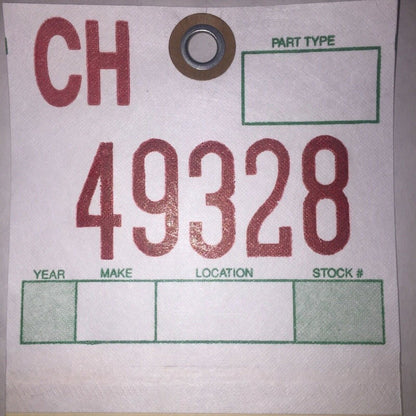 CH
PART TYPE
49328
YEAR MAKE LOCATION STOCK #